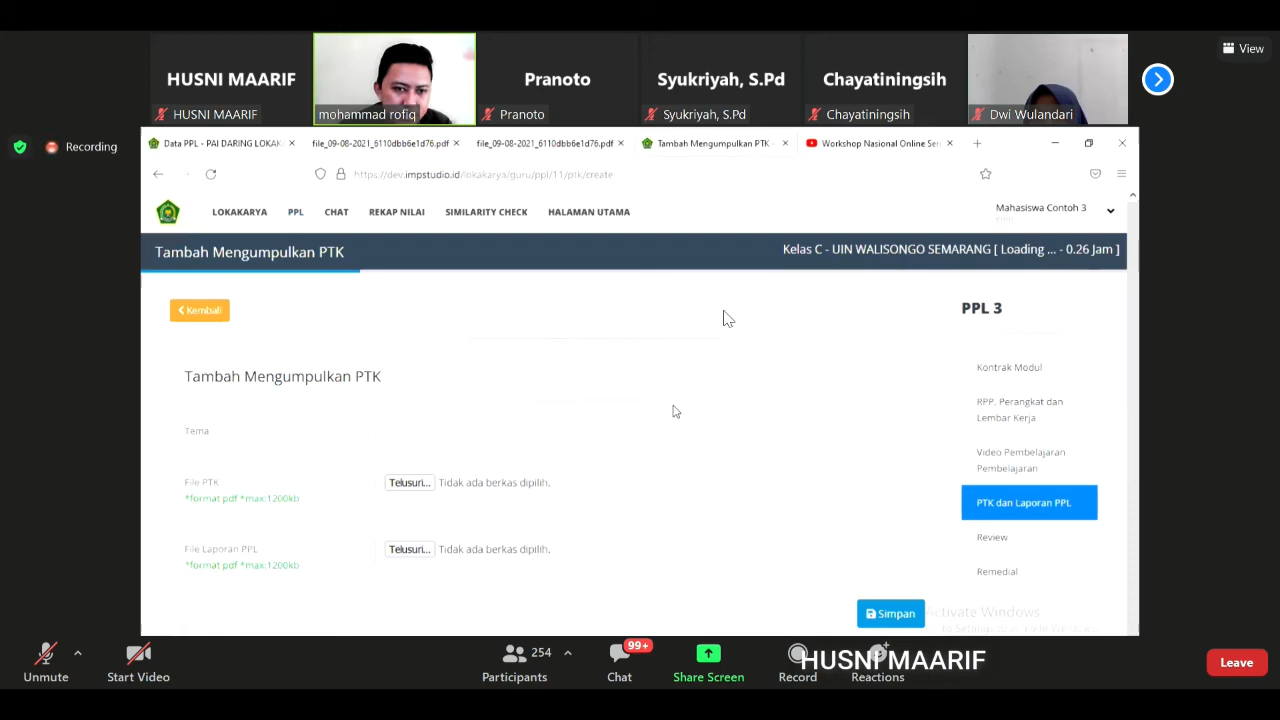 View
HUSNI MAARIF
Pranoto
Syukriyah, S.Pd
Chayatiningsih
HUSNI MAARIF
mohammad rofiq
Pranoto
Syukriyah, S.Pd
Chayatiningsih
Dwi Wulandari
Recording
Data PPL - PAI DARING LOKAK
file_09-08-2021_6110dbb6e1d76.pdf
file_09-08-2021_6110dbb6e1d76.pdf
Tambah Mengumpulkan PTK -
Workshop Nasional Online Ser
https://dev.impstudio.id/lokakarya/guru/ppl/11/ptk/create
LOKAKARYA
PPL
CHAT
REKAP NILAI
SIMILARITY CHECK
HALAMAN UTAMA
Mahasiswa Contoh 3
Tambah Mengumpulkan PTK
Kelas C - UIN WALISONGO SEMARANG [ Loading ... - 0.26 Jam ]
Kembali
PPL 3
Tambah Mengumpulkan PTK
Kontrak Modul
RPP, Perangkat dan
Lembar Kerja
Tema
Video Pembelajaran
Pembelajaran
File PTK
*format pdf *max:1200kb
Telusuri... Tidak ada berkas dipilih.
PTK dan Laporan PPL
Review
File Laporan PPL
*format pdf *max:1200kb
Telusuri... Tidak ada berkas dipilih.
Remedial
Simpan
Activate Windows
Unmute
Start Video
254
Participants
99+
Chat
Share Screen
Record
Reactions
HUSNI MAARIF
Leave